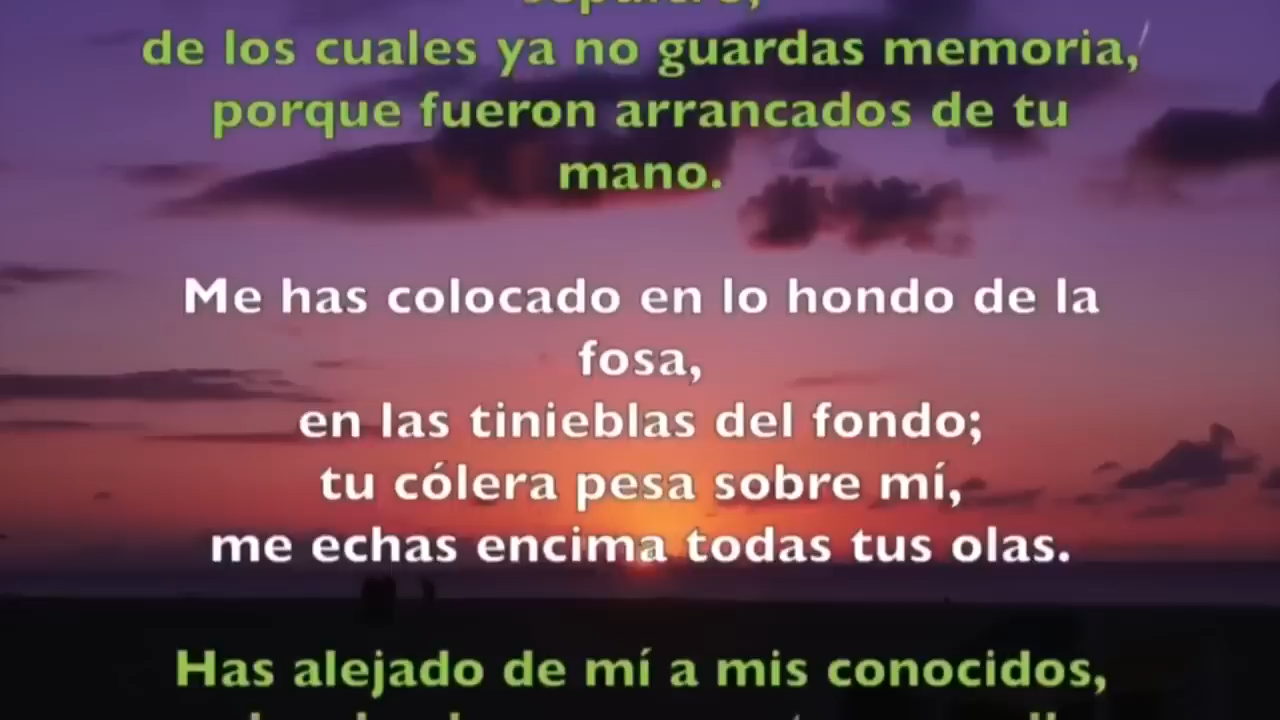 de los cuales ya no guardas memoria,
porque fueron arrancados de tu
mano.
Me has colocado en lo hondo de la
fosa,
en las tinieblas del fondo;
tu cólera pesa sobre mí,
me echas encima todas tus olas.
Has alejado de mí a mis conocidos,